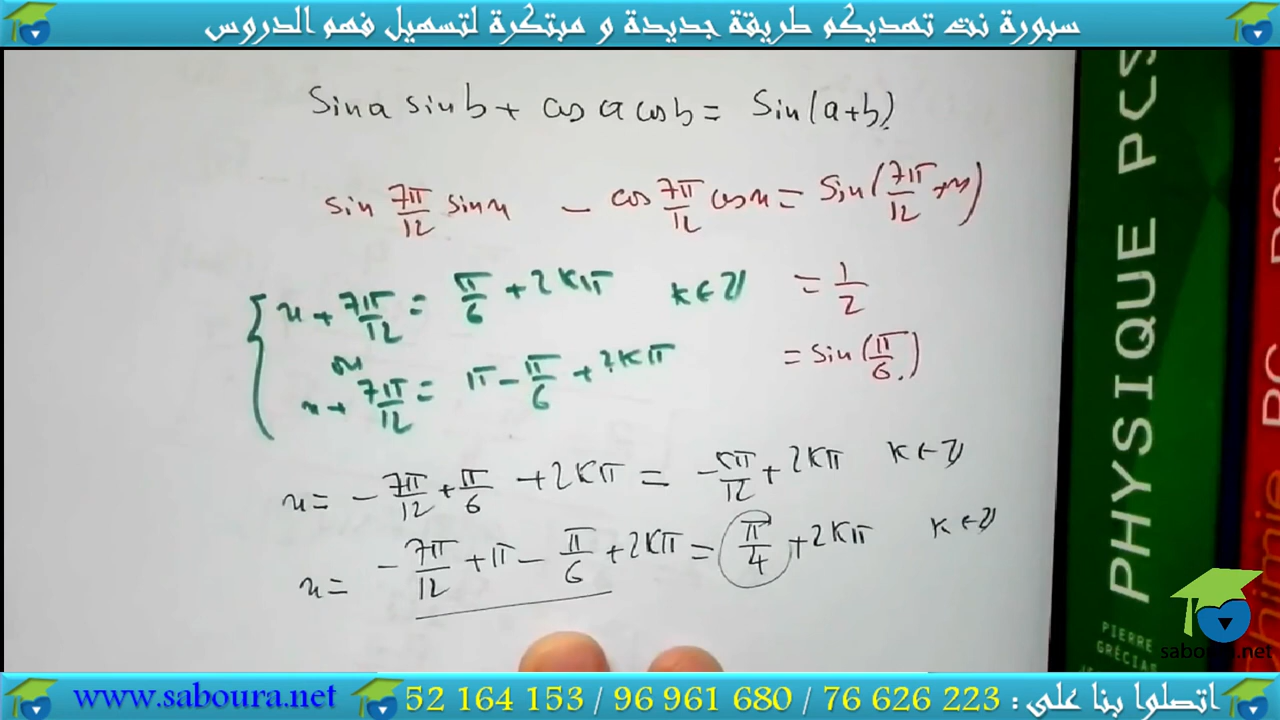 سبورة نت تهديكم طريقة جديدة و مبتكرة لتسهيل فهم الدروس
Sin a sin b + cos a cos b = Sin(a+b)
sin 7π/12 sin x - cos 7π/12 cos x = Sin(7π/12 + x)
x + 7π/12 = π/6 + 2kπ k∈ℤ = 1/2
ou = sin(π/6)
x + 7π/12 = π - π/6 + 2kπ
x = -7π/12 + π/6 + 2kπ = -5π/12 + 2kπ k∈ℤ
x = -7π/12 + π - π/6 + 2kπ = π/4 + 2kπ k∈ℤ
PHYSIQUE PCS
PIERRE
GRÉCIAS
saboura.net
www.saboura.net
اتصلوا بنا على : 52 164 153 / 96 961 680 / 76 626 223